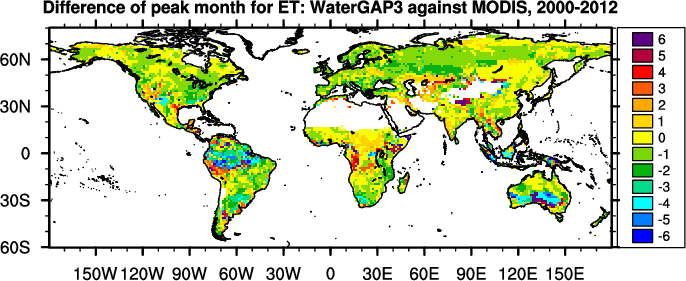 Difference of peak month for ET: WaterGAP3 against MODIS, 2000-2012
60N
30N
0
30S
60S
150W 120W 90W 60W 30W 0 30E 60E 90E 120E 150E
6
5
4
3
2
1
0
-1
-2
-3
-4
-5
-6